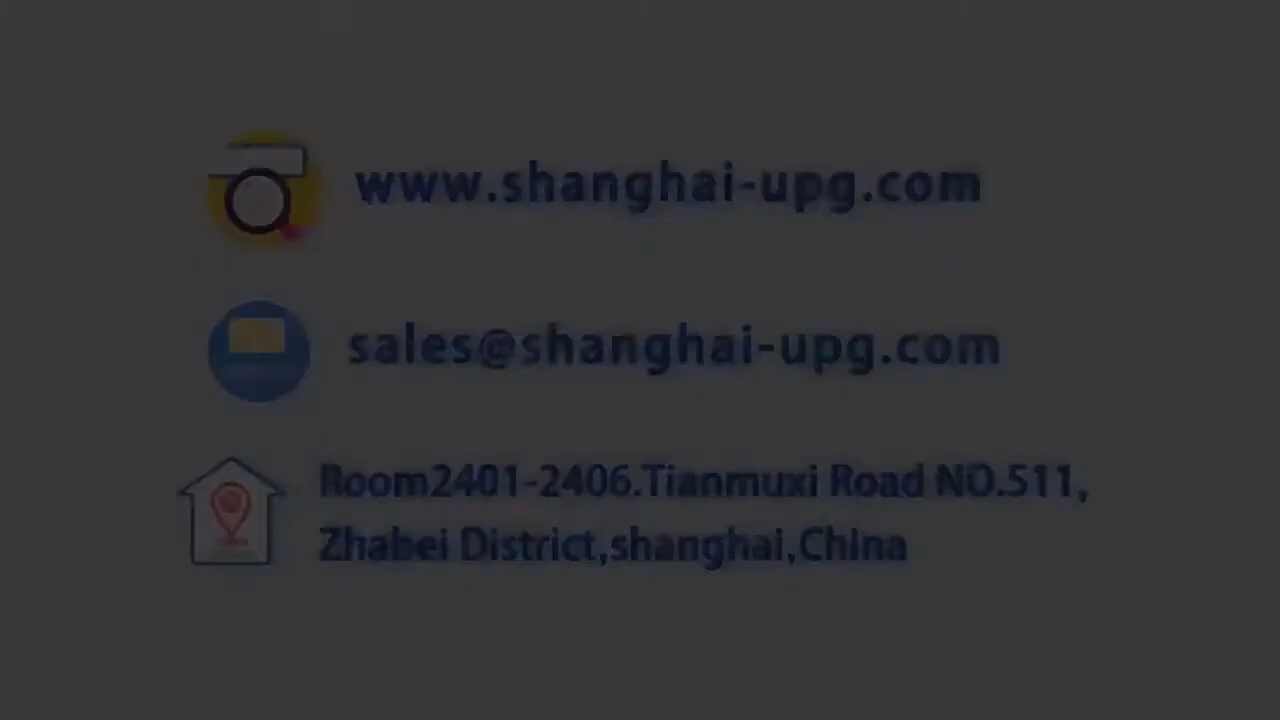 www.shanghai-upg.com
sales@shanghai-upg.com
Room2401-2406.Tianmuxi Road NO.511,
Zhabei District,shanghai,China